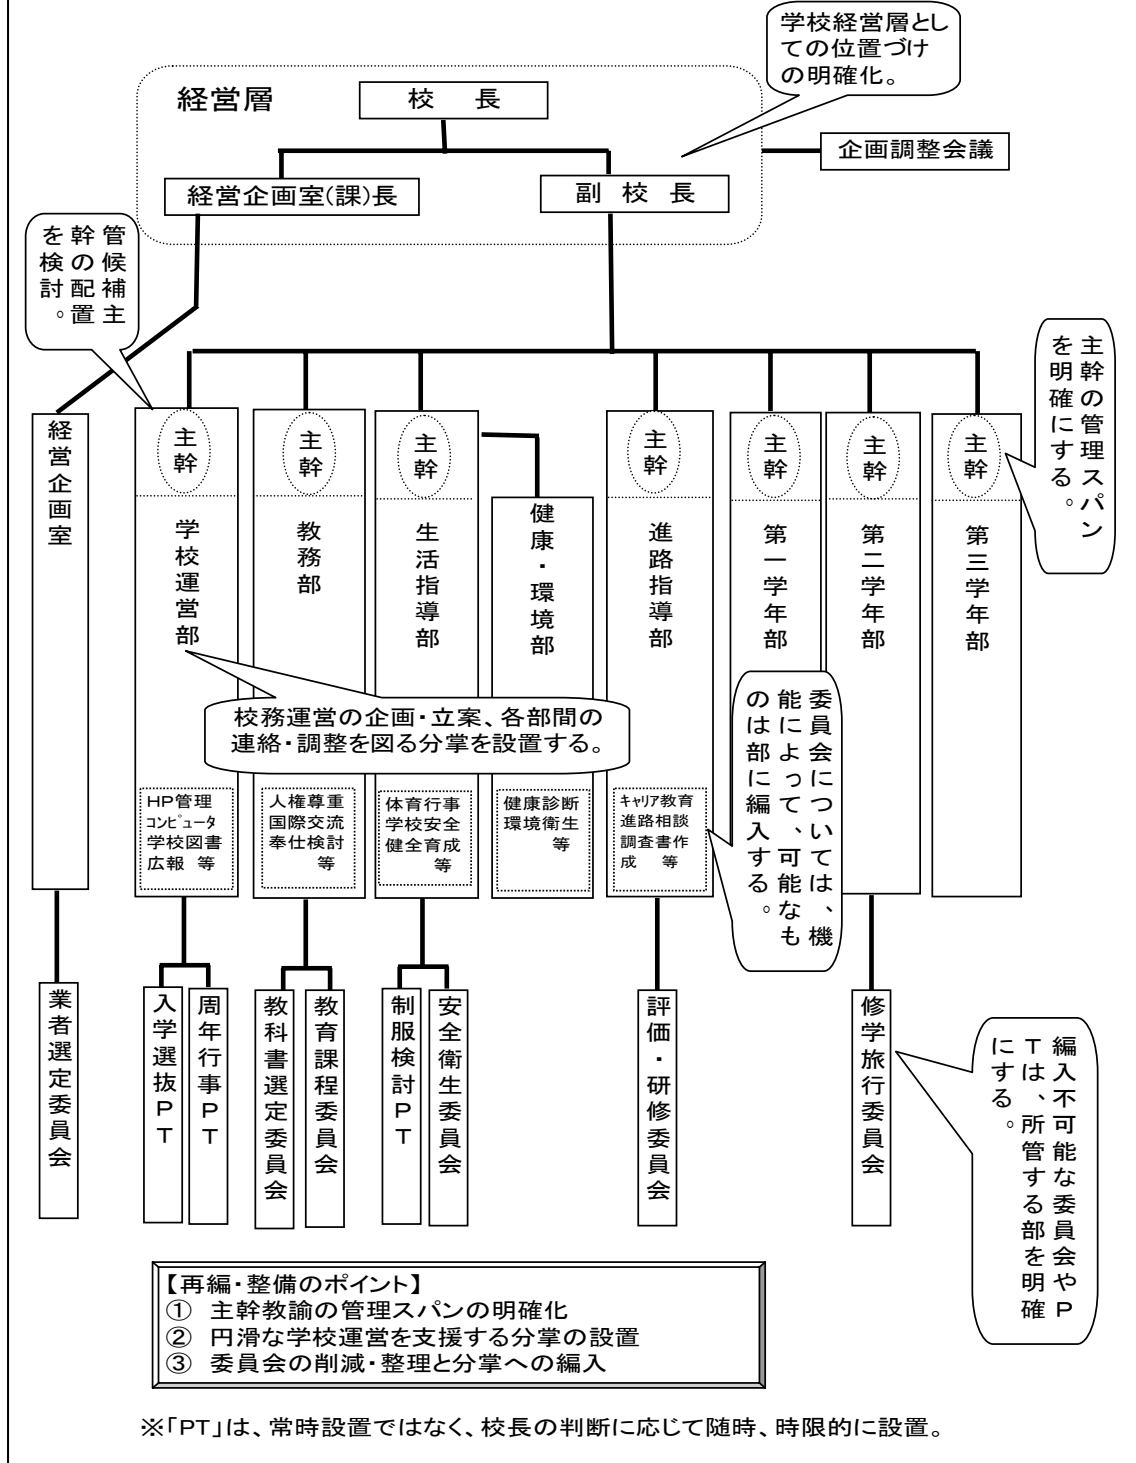 学校経営層とし
ての位置づけ
の明確化。
経営層
校　長
企画調整会議
経営企画室(課)長
副 校 長
管候補主
幹の配置
を検討。
主幹の管理スパン
を明確にする。
経営企画室
主幹
学校運営部
主幹
教務部
主幹
生活指導部
健康・環境部
主幹
進路指導部
主幹
第一学年部
主幹
第二学年部
主幹
第三学年部
校務運営の企画・立案、各部間の
連絡・調整を図る分掌を設置する。
委員会については、機
能によって、可能なも
のは部に編入する。
HP管理
コンピュータ
学校図書
広報 等
人権尊重
国際交流
奉仕検討
等
体育行事
学校安全
健全育成
等
健康診断
環境衛生
等
キャリア教育
進路相談
調査書作
成 等
業者選定委員会
入学選抜PT
周年行事PT
教科書選定委員会
教育課程委員会
制服検討PT
安全衛生委員会
評価・研修委員会
修学旅行委員会
編入不可能な委員会やP
Tは、所管する部を明確
にする。
【再編・整備のポイント】
① 主幹教諭の管理スパンの明確化
② 円滑な学校運営を支援する分掌の設置
③ 委員会の削減・整理と分掌への編入
※「PT」は、常時設置ではなく、校長の判断に応じて随時、時限的に設置。